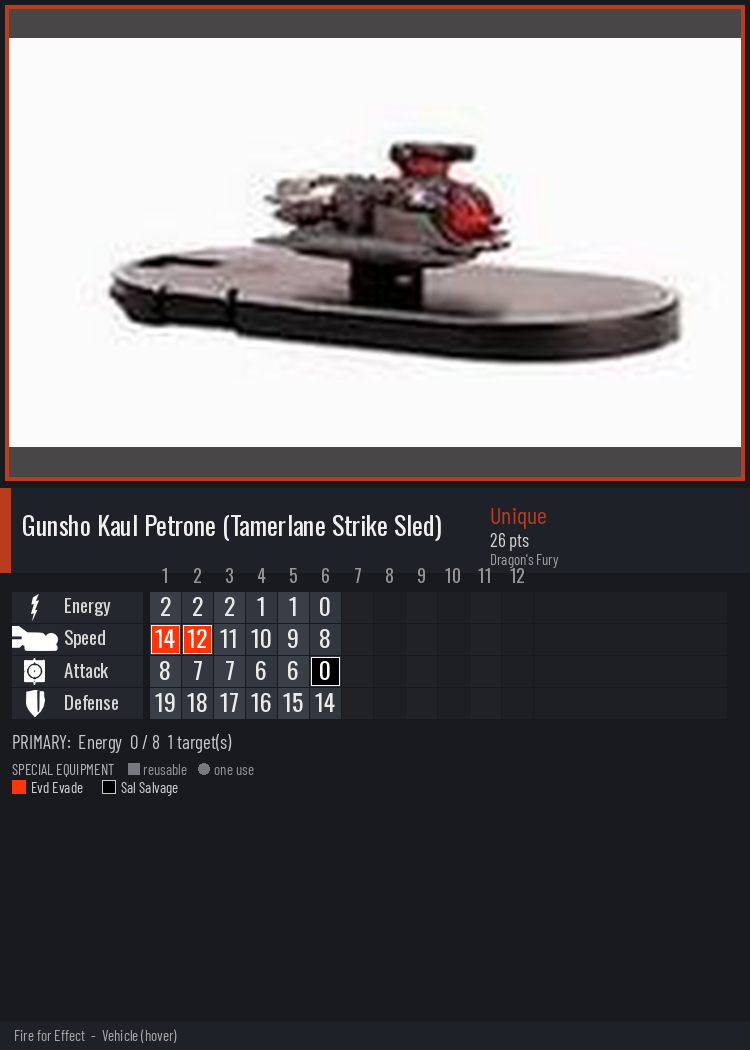 Gunsho Kaul Petrone (Tamerlane Strike Sled)
Unique
26 pts
Dragon's Fury
1 2 3 4 5 6 7 8 9 10 11 12
Energy 2 2 2 1 1 0
Speed 14 12 11 10 9 8
Attack 8 7 7 6 6 0
Defense 19 18 17 16 15 14
PRIMARY: Energy 0 / 8 1 target(s)
SPECIAL EQUIPMENT reusable one use
Evd Evade Sal Salvage
Fire for Effect - Vehicle (hover)